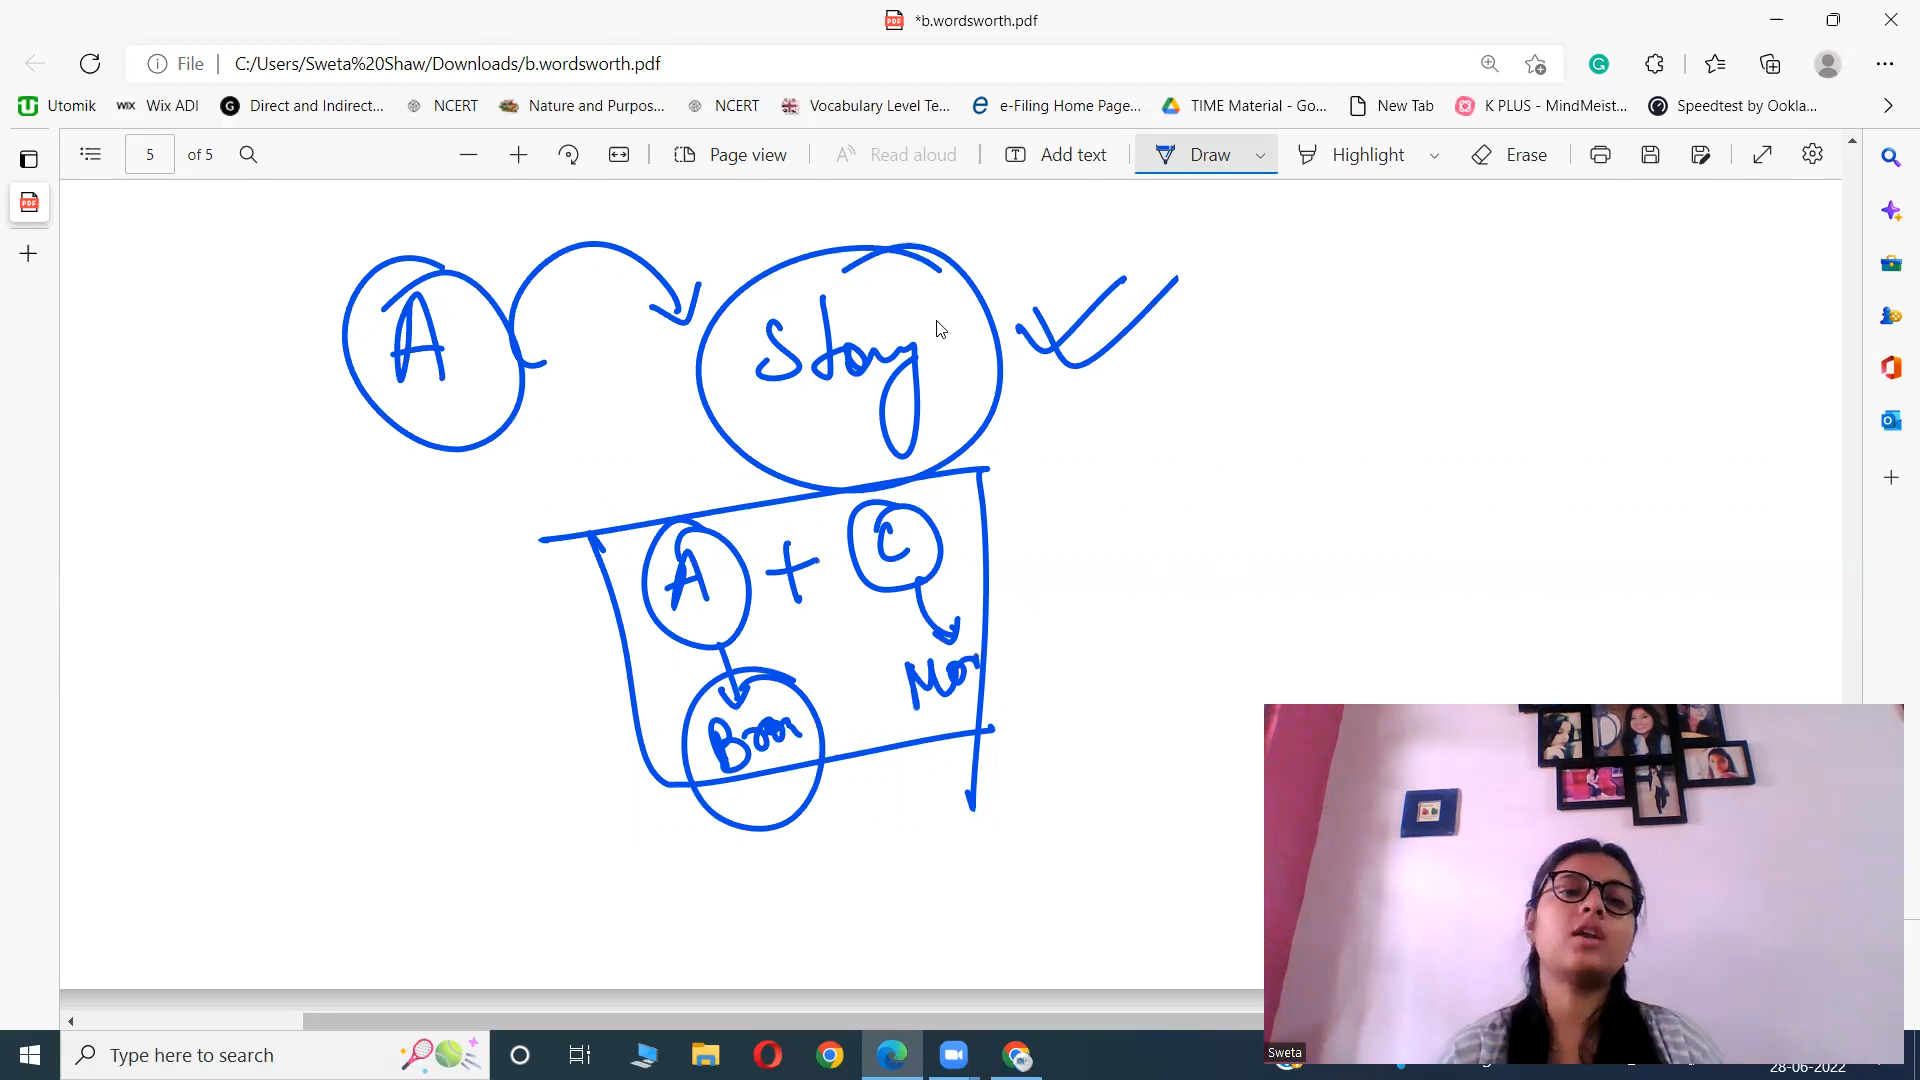 *b.wordsworth.pdf
File
C:/Users/Sweta%20Shaw/Downloads/b.wordsworth.pdf
Utomik
WIX Wix ADI
G Direct and Indirect...
NCERT
Nature and Purpos...
NCERT
Vocabulary Level Te...
e-Filing Home Page...
TIME Material - Go...
New Tab
K PLUS - MindMeist...
Speedtest by Ookla...
5 of 5
Page view
Read aloud
Add text
Draw
Highlight
Erase
A
Story
A + C
Mor
Sweta
Type here to search
28-06-2022